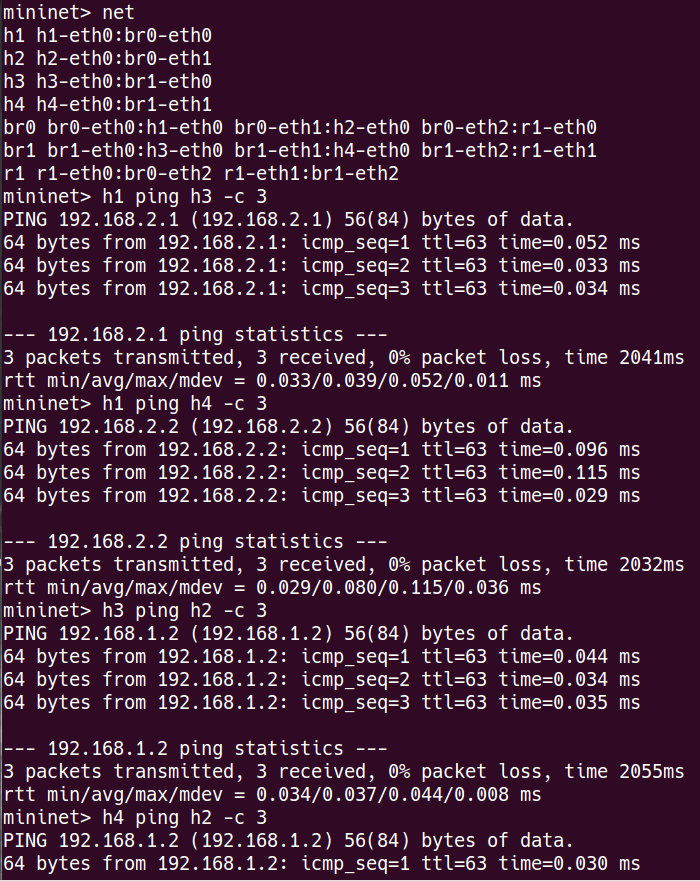 mininet> net
h1 h1-eth0:br0-eth0
h2 h2-eth0:br0-eth1
h3 h3-eth0:br1-eth0
h4 h4-eth0:br1-eth1
br0 br0-eth0:h1-eth0 br0-eth1:h2-eth0 br0-eth2:r1-eth0
br1 br1-eth0:h3-eth0 br1-eth1:h4-eth0 br1-eth2:r1-eth1
r1 r1-eth0:br0-eth2 r1-eth1:br1-eth2
mininet> h1 ping h3 -c 3
PING 192.168.2.1 (192.168.2.1) 56(84) bytes of data.
64 bytes from 192.168.2.1: icmp_seq=1 ttl=63 time=0.052 ms
64 bytes from 192.168.2.1: icmp_seq=2 ttl=63 time=0.033 ms
64 bytes from 192.168.2.1: icmp_seq=3 ttl=63 time=0.034 ms

--- 192.168.2.1 ping statistics ---
3 packets transmitted, 3 received, 0% packet loss, time 2041ms
rtt min/avg/max/mdev = 0.033/0.039/0.052/0.011 ms
mininet> h1 ping h4 -c 3
PING 192.168.2.2 (192.168.2.2) 56(84) bytes of data.
64 bytes from 192.168.2.2: icmp_seq=1 ttl=63 time=0.096 ms
64 bytes from 192.168.2.2: icmp_seq=2 ttl=63 time=0.115 ms
64 bytes from 192.168.2.2: icmp_seq=3 ttl=63 time=0.029 ms

--- 192.168.2.2 ping statistics ---
3 packets transmitted, 3 received, 0% packet loss, time 2032ms
rtt min/avg/max/mdev = 0.029/0.080/0.115/0.036 ms
mininet> h3 ping h2 -c 3
PING 192.168.1.2 (192.168.1.2) 56(84) bytes of data.
64 bytes from 192.168.1.2: icmp_seq=1 ttl=63 time=0.044 ms
64 bytes from 192.168.1.2: icmp_seq=2 ttl=63 time=0.034 ms
64 bytes from 192.168.1.2: icmp_seq=3 ttl=63 time=0.035 ms

--- 192.168.1.2 ping statistics ---
3 packets transmitted, 3 received, 0% packet loss, time 2055ms
rtt min/avg/max/mdev = 0.034/0.037/0.044/0.008 ms
mininet> h4 ping h2 -c 3
PING 192.168.1.2 (192.168.1.2) 56(84) bytes of data.
64 bytes from 192.168.1.2: icmp_seq=1 ttl=63 time=0.030 ms